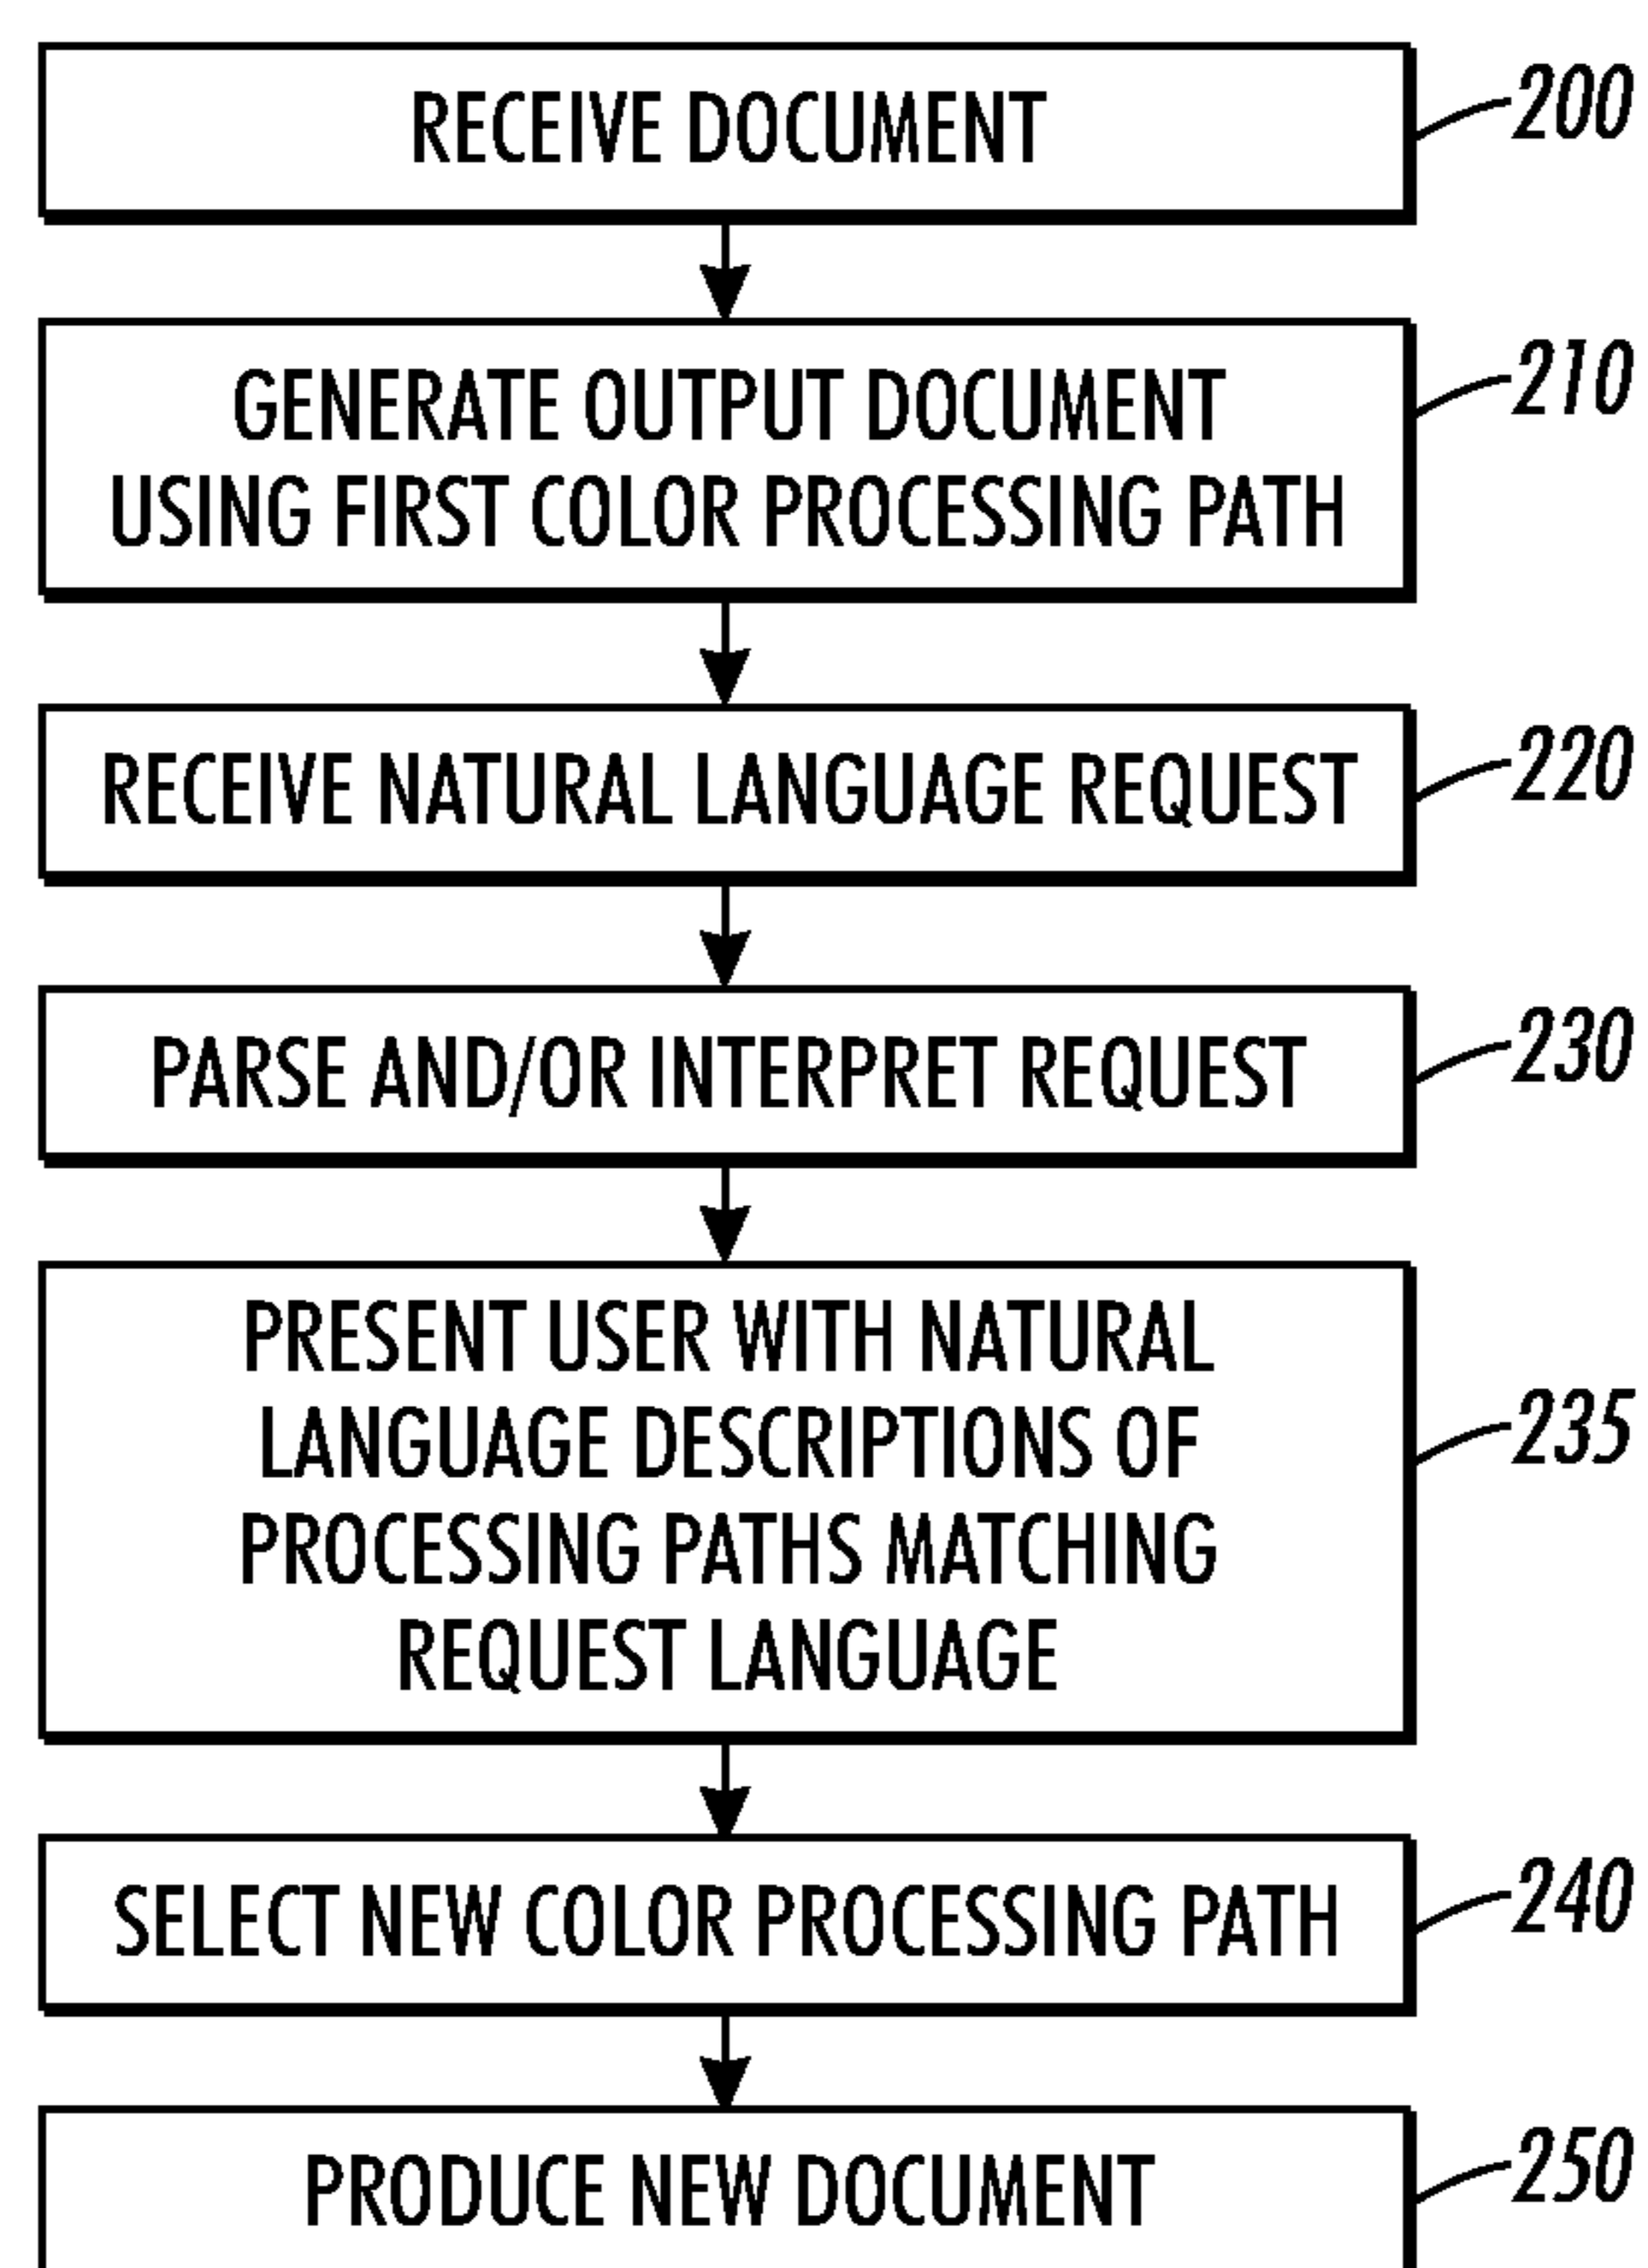 RECEIVE DOCUMENT
200
GENERATE OUTPUT DOCUMENT
USING FIRST COLOR PROCESSING PATH
210
RECEIVE NATURAL LANGUAGE REQUEST
220
PARSE AND/OR INTERPRET REQUEST
230
PRESENT USER WITH NATURAL
LANGUAGE DESCRIPTIONS OF
PROCESSING PATHS MATCHING
REQUEST LANGUAGE
235
SELECT NEW COLOR PROCESSING PATH
240
PRODUCE NEW DOCUMENT
250